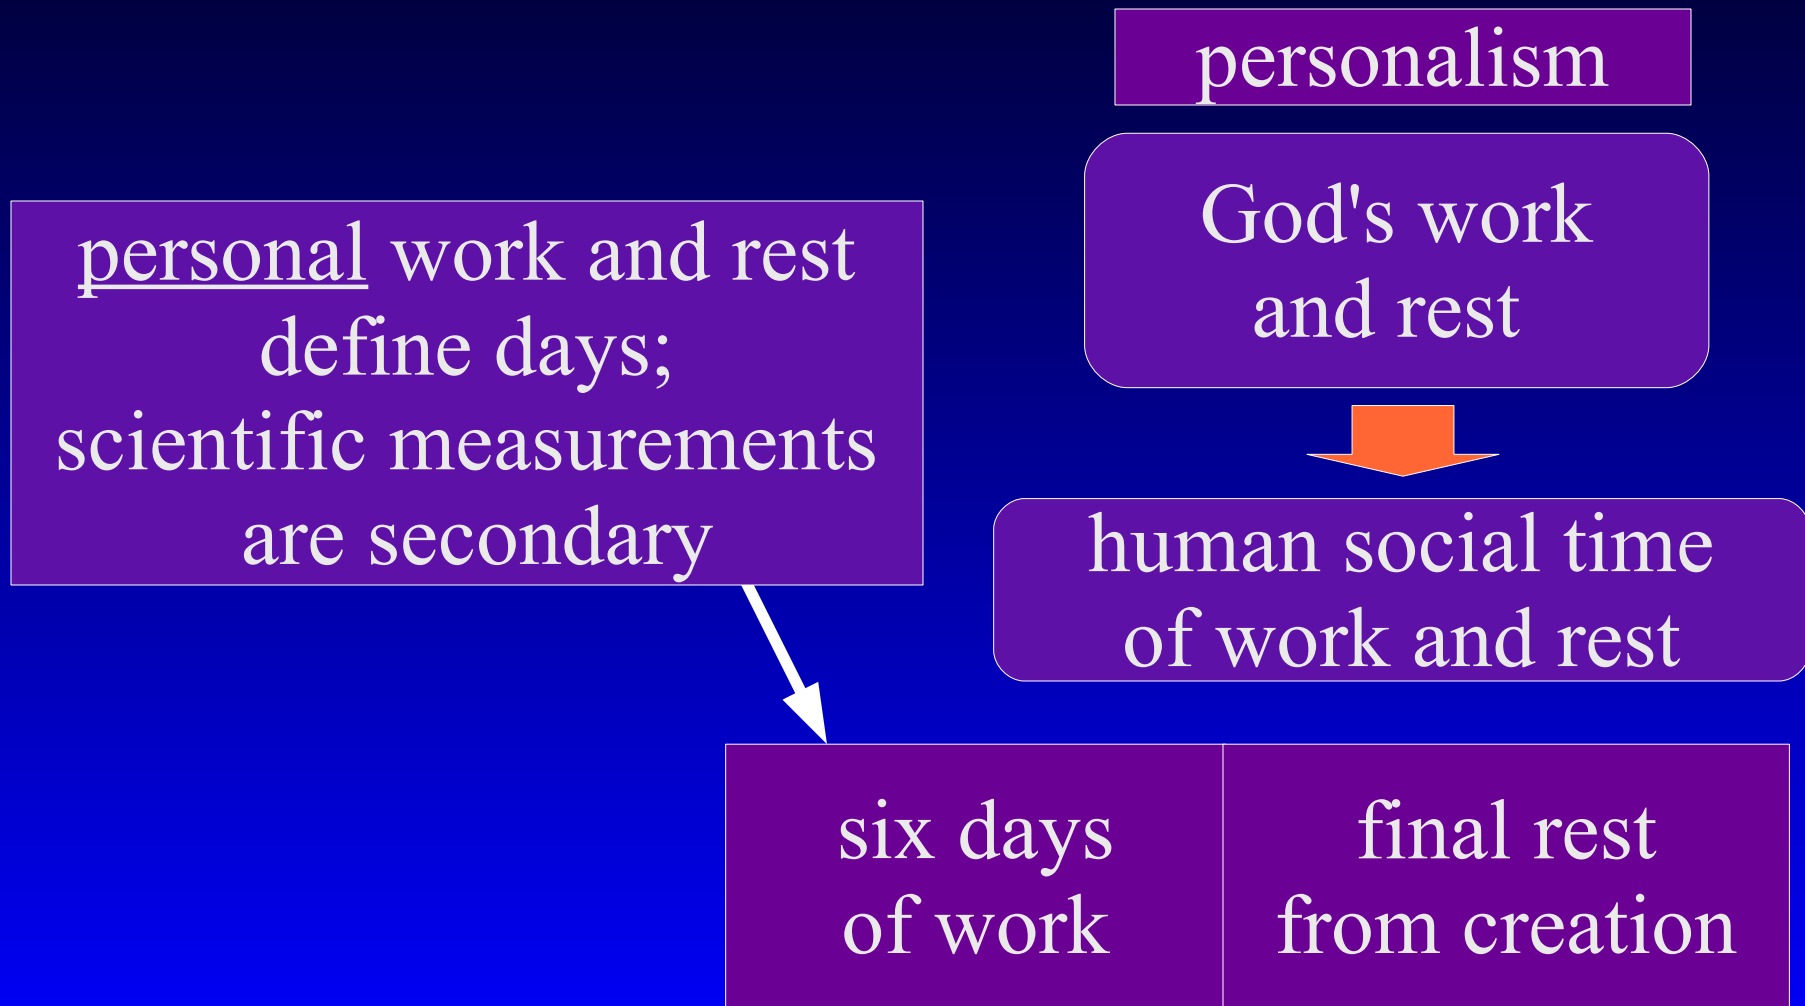 personalism
God's work
and rest
personal work and rest
define days;
scientific measurements
are secondary
human social time
of work and rest
six days
of work
final rest
from creation